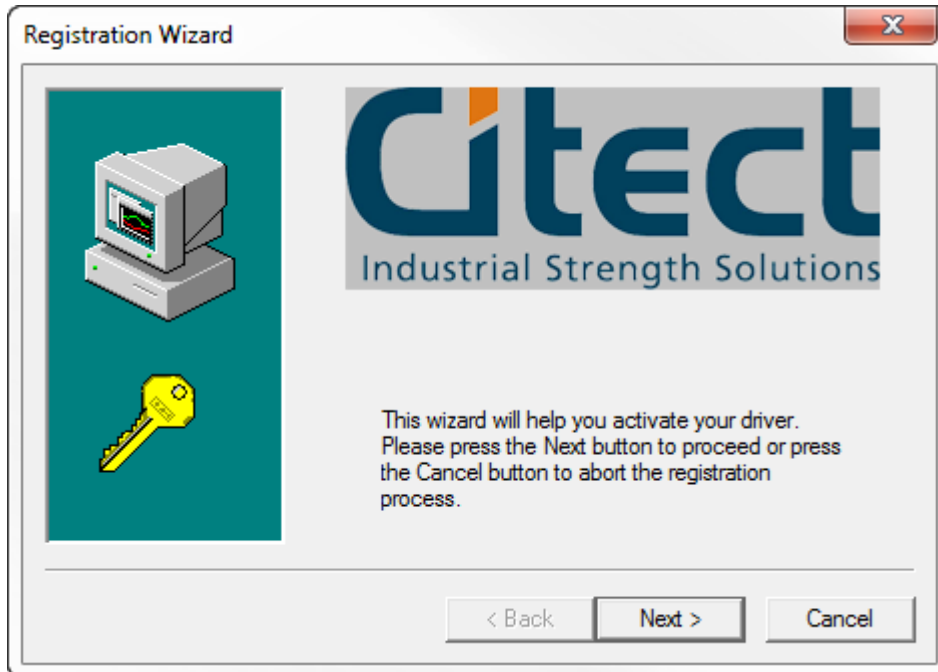 Registration Wizard
Citect
Industrial Strength Solutions
This wizard will help you activate your driver.
Please press the Next button to proceed or press
the Cancel button to abort the registration
process.
< Back
Next >
Cancel